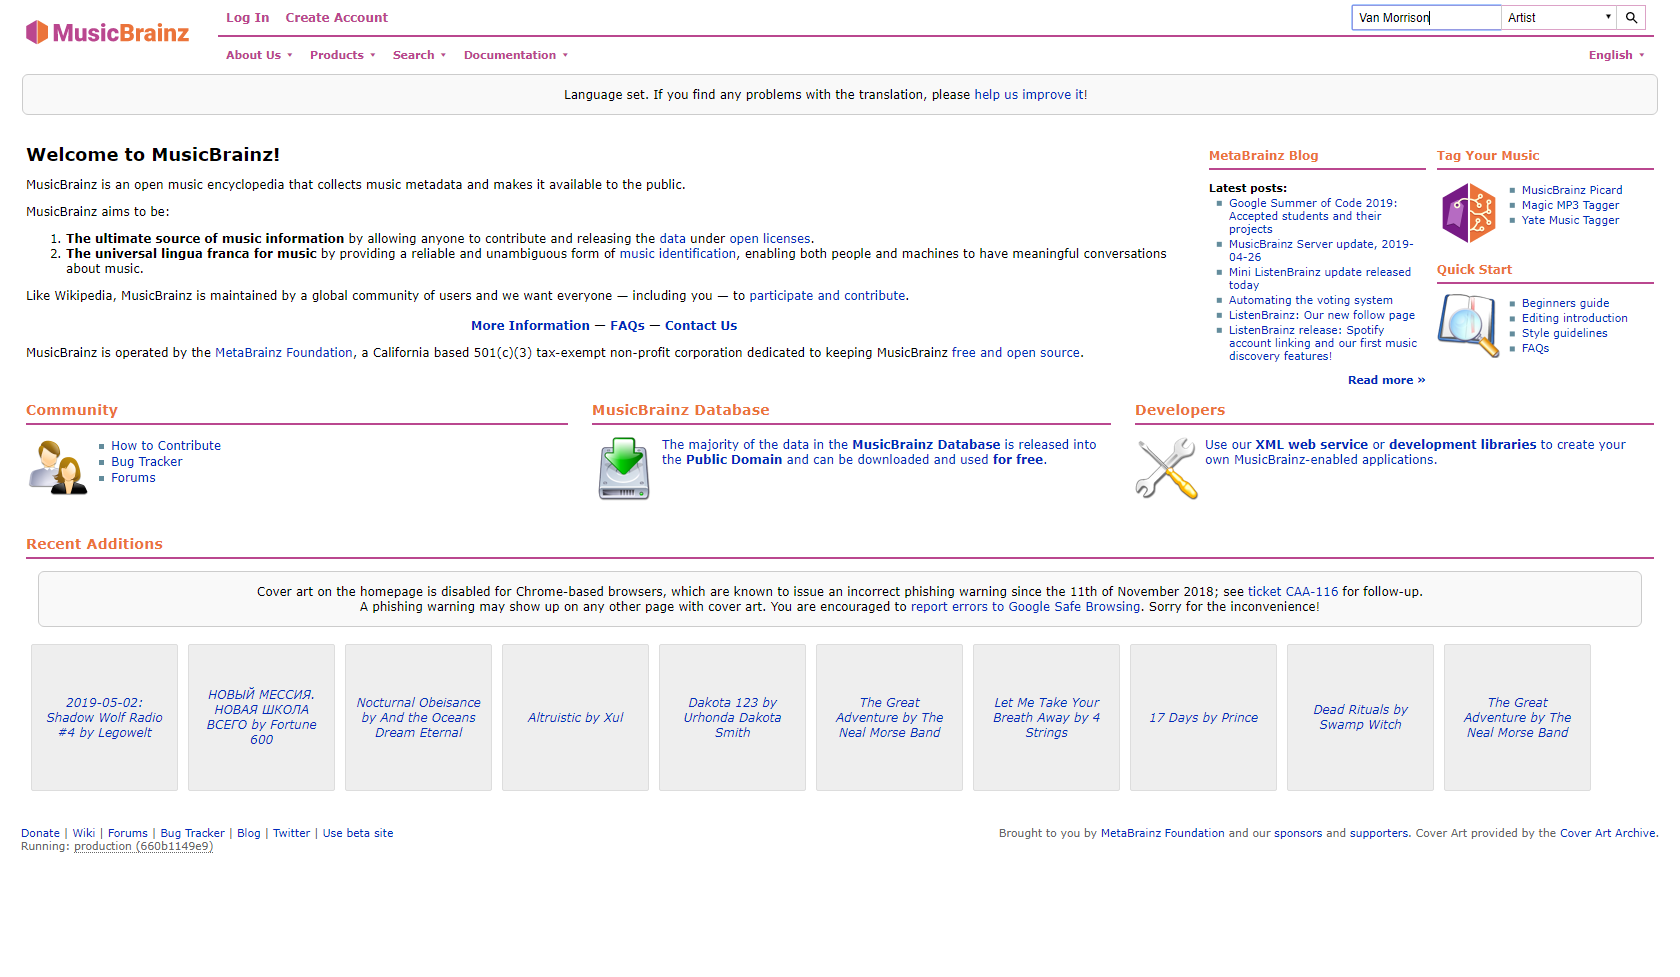 MusicBrainz
Log In Create Account
Van Morrison Artist
About Us Products Search Documentation English
Language set. If you find any problems with the translation, please help us improve it!
Welcome to MusicBrainz!
MusicBrainz is an open music encyclopedia that collects music metadata and makes it available to the public.
MusicBrainz aims to be:
1. The ultimate source of music information by allowing anyone to contribute and releasing the data under open licenses.
2. The universal lingua franca for music by providing a reliable and unambiguous form of music identification, enabling both people and machines to have meaningful conversations
about music.
Like Wikipedia, MusicBrainz is maintained by a global community of users and we want everyone — including you — to participate and contribute.
More Information — FAQs — Contact Us
MusicBrainz is operated by the MetaBrainz Foundation, a California based 501(c)(3) tax-exempt non-profit corporation dedicated to keeping MusicBrainz free and open source.
MetaBrainz Blog
Latest posts:
Google Summer of Code 2019:
Accepted students and their
projects
MusicBrainz Server update, 2019-
04-26
Mini ListenBrainz update released
today
Automating the voting system
ListenBrainz: Our new follow page
ListenBrainz release: Spotify
account linking and our first music
discovery features!
Read more »
Tag Your Music
MusicBrainz Picard
Magic MP3 Tagger
Yate Music Tagger
Quick Start
Beginners guide
Editing introduction
Style guidelines
FAQs
Community
How to Contribute
Bug Tracker
Forums
MusicBrainz Database
The majority of the data in the MusicBrainz Database is released into
the Public Domain and can be downloaded and used for free.
Developers
Use our XML web service or development libraries to create your
own MusicBrainz-enabled applications.
Recent Additions
Cover art on the homepage is disabled for Chrome-based browsers, which are known to issue an incorrect phishing warning since the 11th of November 2018; see ticket CAA-116 for follow-up.
A phishing warning may show up on any other page with cover art. You are encouraged to report errors to Google Safe Browsing. Sorry for the inconvenience!
2019-05-02:
Shadow Wolf Radio
#4 by Legowelt
НОВЫЙ МЕССИЯ.
НОВАЯ ШКОЛА
ВСЕГО by Fortune
600
Nocturnal Obeisance
by And the Oceans
Dream Eternal
Altruistic by Xul
Dakota 123 by
Urhonda Dakota
Smith
The Great
Adventure by The
Neal Morse Band
Let Me Take Your
Breath Away by 4
Strings
17 Days by Prince
Dead Rituals by
Swamp Witch
The Great
Adventure by The
Neal Morse Band
Donate | Wiki | Forums | Bug Tracker | Blog | Twitter | Use beta site
Running: production (660b1149e9)
Brought to you by MetaBrainz Foundation and our sponsors and supporters. Cover Art provided by the Cover Art Archive.